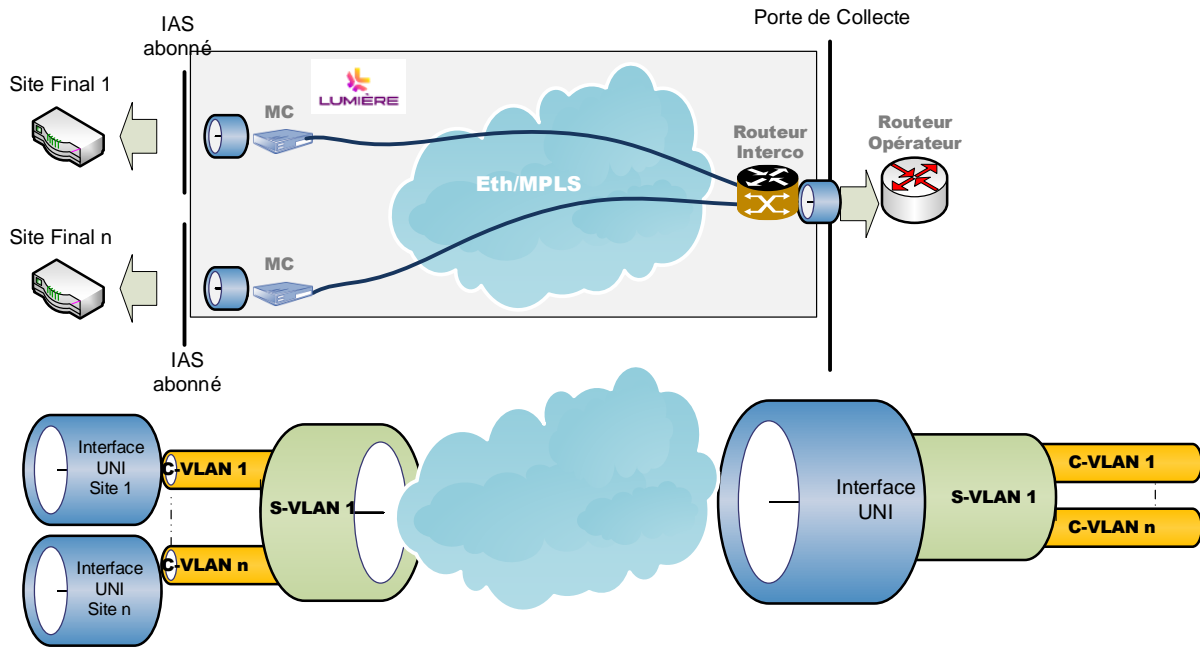 IAS
abonné
Porte de Collecte
Site Final 1
LUMIÈRE
MC
Routeur
Interco
Routeur
Opérateur
Eth/MPLS
Site Final n
MC
IAS
abonné
Interface
UNI
Site 1
C-VLAN 1
S-VLAN 1
C-VLAN n
Interface
UNI
Site n
Interface
UNI
S-VLAN 1
C-VLAN 1
C-VLAN n